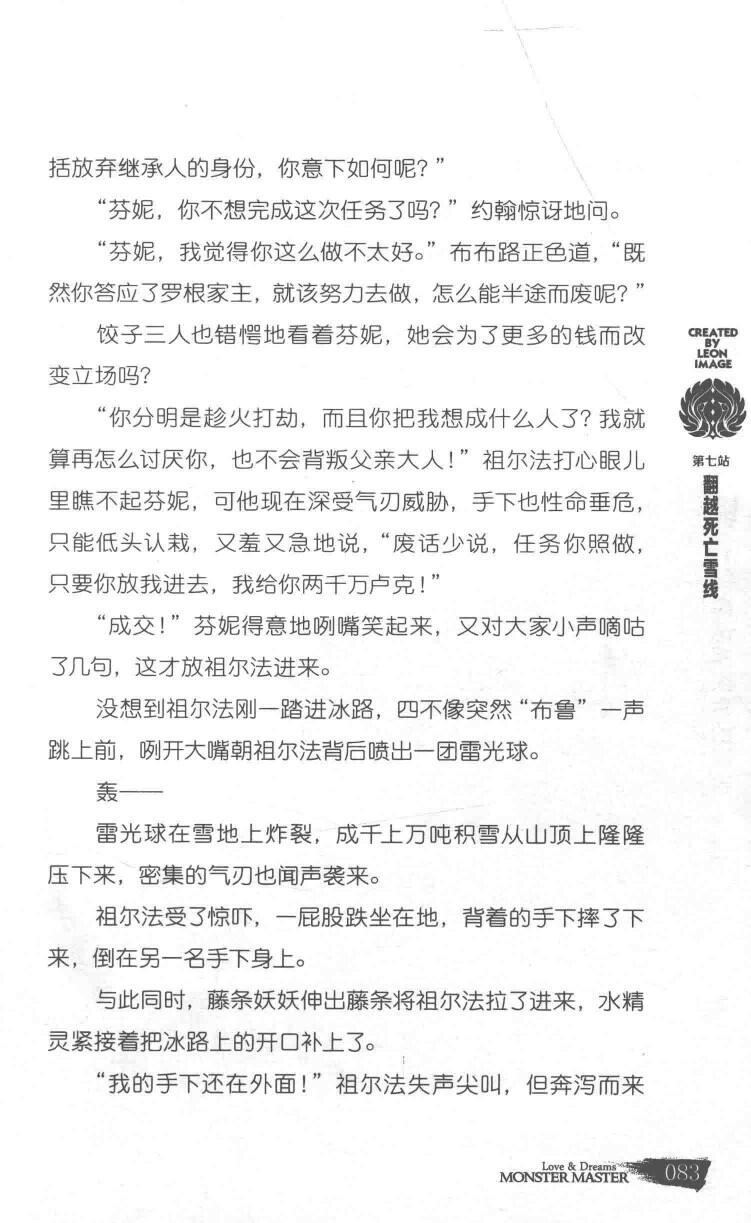 括放弃继承人的身份，你意下如何呢？”
“芬妮，你不想完成这次任务了吗？”约翰惊讶地问。
“芬妮，我觉得你这么做不太好。”布布路正色道，“既
然你答应了罗根家主，就该努力去做，怎么能半途而废呢？”
饺子三人也错愕地看着芬妮，她会为了更多的钱而改
变立场吗？
“你分明是趁火打劫，而且你把我想成什么人了？我就
算再怎么讨厌你，也不会背叛父亲大人！”祖尔法打心眼儿
里瞧不起芬妮，可他现在深受气刃威胁，手下也性命垂危，
只能低头认栽，又羞又急地说，“废话少说，任务你照做，
只要你放我进去，我给你两千万卢克！”
“成交！”芬妮得意地咧嘴笑起来，又对大家小声嘀咕
了几句，这才放祖尔法进来。
没想到祖尔法刚一踏进冰路，四不像突然“布鲁”一声
跳上前，咧开大嘴朝祖尔法背后喷出一团雷光球。
轰——
雷光球在雪地上炸裂，成千上万吨积雪从山顶上隆隆
压下来，密集的气刃也闻声袭来。
祖尔法受了惊吓，一屁股跌坐在地，背着的手下摔了下
来，倒在另一名手下身上。
与此同时，藤条妖妖伸出藤条将祖尔法拉了进来，水精
灵紧接着把冰路上的开口补上了。
“我的手下还在外面！”祖尔法失声尖叫，但奔泻而来
CREATED
BY
LEON
IMAGE
第七站
翻越死亡雪线
Love & Dreams
MONSTER MASTER
083